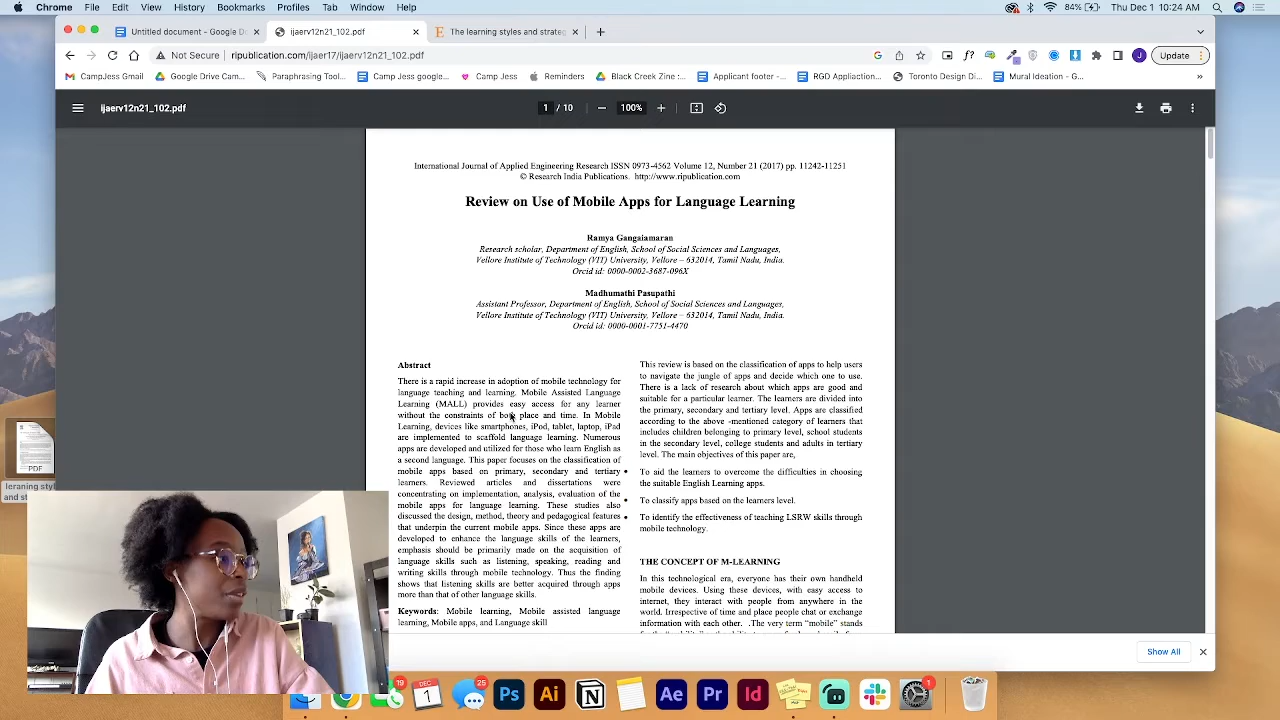 Chrome File Edit View History Bookmarks Profiles Tab Window Help 84% Thu Dec 1 10:24 AM
Untitled document - Google D ijaerv12n21_102.pdf The learning styles and strateg
Not Secure ripublication.com/ijaer17/ijaerv12n21_102.pdf Update
CampJess Gmail Google Drive Cam... Paraphrasing Tool... Camp Jess google... Camp Jess Reminders Black Creek Zine :... Applicant footer -... RGD Appliaction... Toronto Design Di... Mural Ideation - G...
ijaerv12n21_102.pdf 1 / 10 100%
International Journal of Applied Engineering Research ISSN 0973-4562 Volume 12, Number 21 (2017) pp. 11242-11251
© Research India Publications. http://www.ripublication.com
Review on Use of Mobile Apps for Language Learning
Ramya Gangaiamaran
Research scholar, Department of English, School of Social Sciences and Languages,
Vellore Institute of Technology (VIT) University, Vellore – 632014, Tamil Nadu, India.
Orcid id: 0000-0002-3687-096X
Madhumathi Pasupathi
Assistant Professor, Department of English, School of Social Sciences and Languages,
Vellore Institute of Technology (VIT) University, Vellore – 632014, Tamil Nadu, India.
Orcid id: 0000-0001-7751-4470
Abstract
There is a rapid increase in adoption of mobile technology for
language teaching and learning. Mobile Assisted Language
Learning (MALL) provides easy access for any learner
without the constraints of both place and time. In Mobile
Learning, devices like smartphones, iPod, tablet, laptop, iPad
are implemented to scaffold language learning. Numerous
apps are developed and utilized for those who learn English as
a second language. This paper focuses on the classification of
mobile apps based on primary, secondary and tertiary
learners. Reviewed articles and dissertations were
concentrating on implementation, analysis, evaluation of the
mobile apps for language learning. These studies also
discussed the design, method, theory and pedagogical features
that underpin the current mobile apps. Since these apps are
developed to enhance the language skills of the learners,
emphasis should be primarily made on the acquisition of
language skills such as listening, speaking, reading and
writing skills through mobile technology. Thus the finding
shows that listening skills are better acquired through apps
more than that of other language skills.
Keywords: Mobile learning, Mobile assisted language
learning, Mobile apps, and Language skill
This review is based on the classification of apps to help users
to navigate the jungle of apps and decide which one to use.
There is a lack of research about which apps are good and
suitable for a particular learner. The learners are divided into
the primary, secondary and tertiary level. Apps are classified
according to the above -mentioned category of learners that
includes children belonging to primary level, school students
in the secondary level, college students and adults in tertiary
level. The main objectives of this paper are,
• To aid the learners to overcome the difficulties in choosing
the suitable English Learning apps.
• To classify apps based on the learners level.
• To identify the effectiveness of teaching LSRW skills through
mobile technology.
THE CONCEPT OF M-LEARNING
In this technological era, everyone has their own handheld
mobile devices. Using these devices, with easy access to
internet, they interact with people from anywhere in the
world. Irrespective of time and place people chat or exchange
information with each other. .The very term “mobile” stands
PDF
leraning styl
and st
Show All
19 DEC 1 25 Ps Ai Ae Pr Id 1